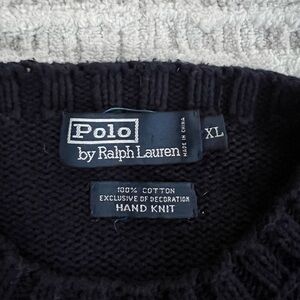 Polo
by Ralph Lauren
MADE IN CHINA
XL
100% COTTON
EXCLUSIVE OF DECORATION
HAND KNIT